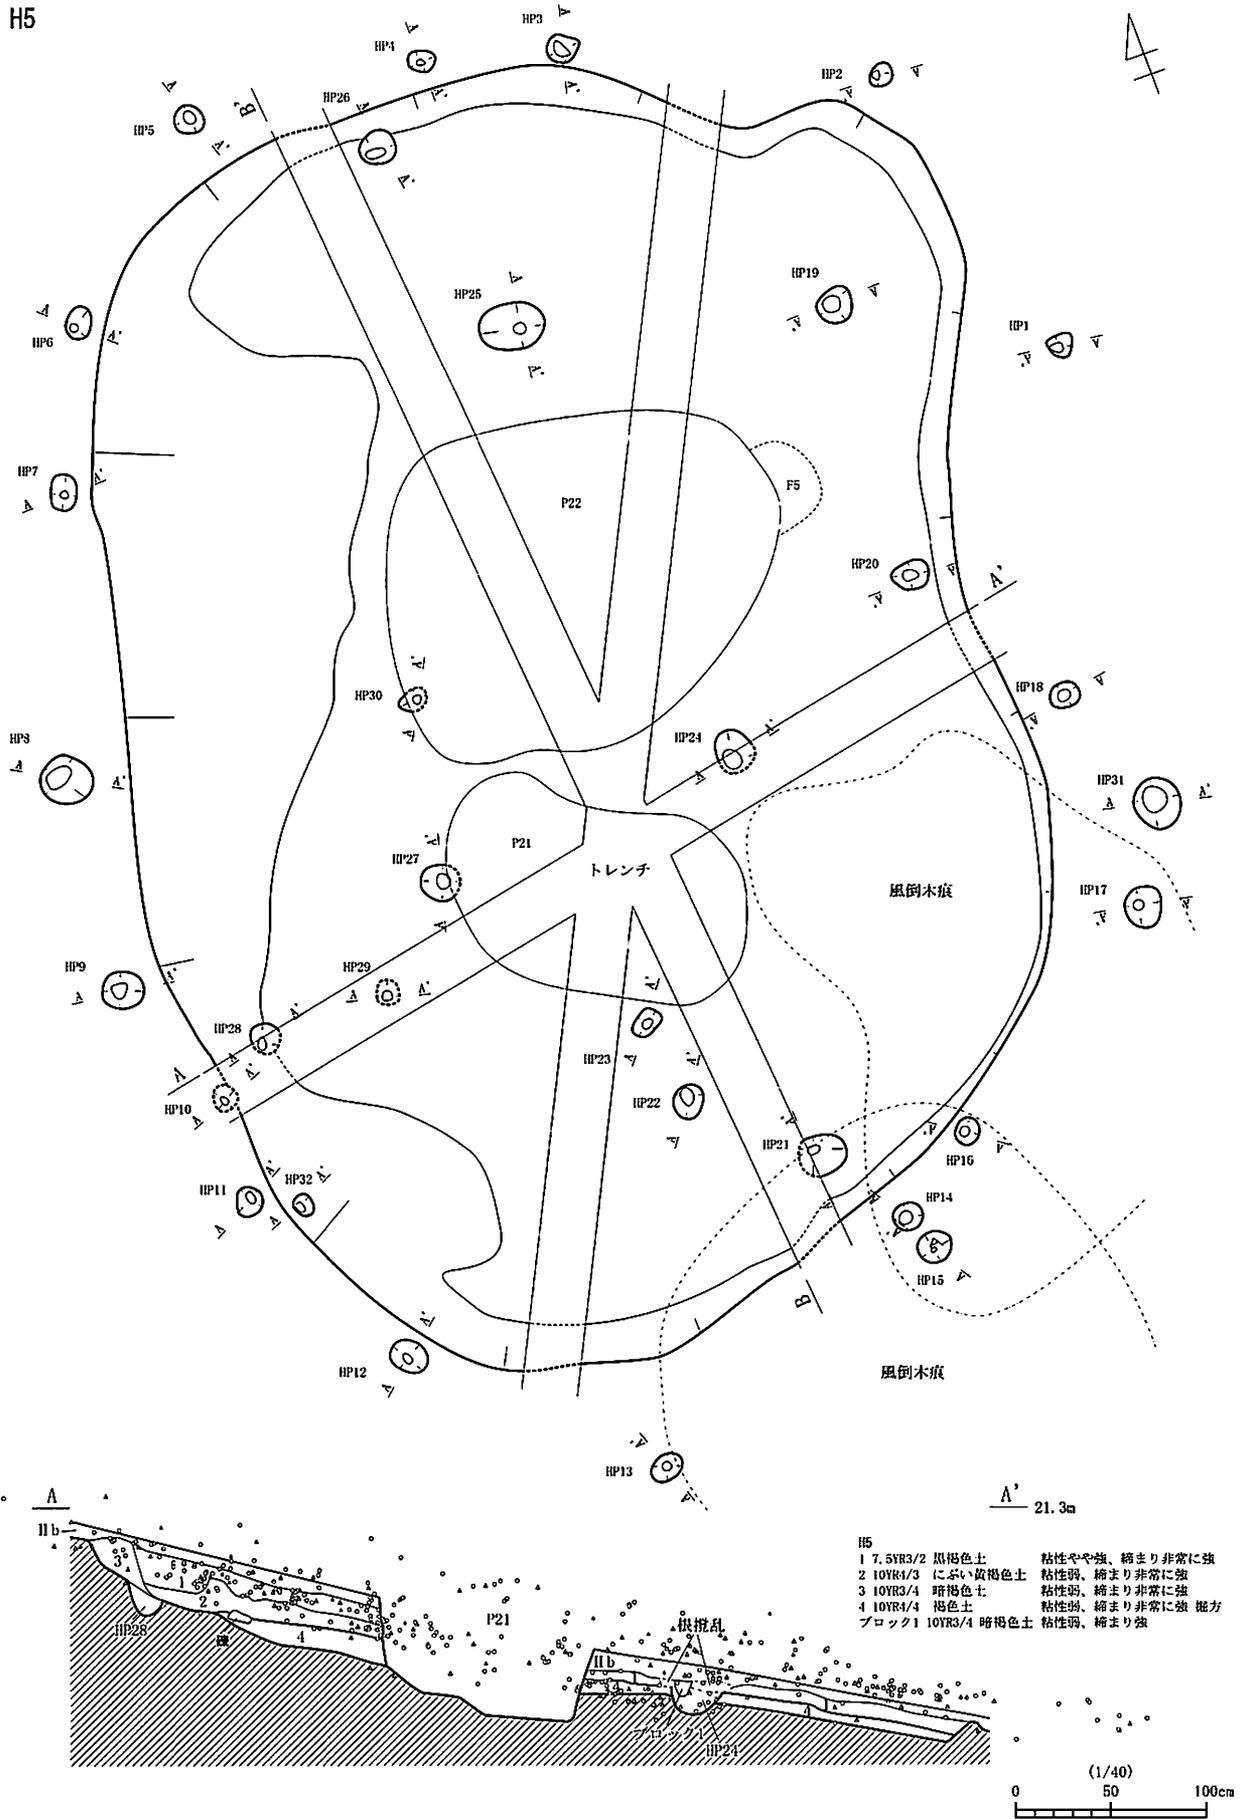 H5
HP3
HP4
HP2
HP5
B'
HP26
HP19
HP25
HP1
HP6
HP7
F5
P22
HP20
A'
HP30
HP18
HP24
HP8
HP31
P21
HP27
トレンチ
風倒木痕
HP17
HP9
HP29
HP28
HP23
A
HP10
HP22
HP21
HP16
HP11
HP32
HP14
HP15
B
HP12
風倒木痕
HP13
A
A' 21.3m
IIb
3
1
2
4
HP28
礫
P21
根撹乱
IIb
ブロック1
HP24
4
H5
1 7.5YR3/2 黒褐色土 粘性やや強、締まり非常に強
2 10YR4/3 にぶい黄褐色土 粘性弱、締まり非常に強
3 10YR3/4 暗褐色土 粘性弱、締まり非常に強
4 10YR4/4 褐色土 粘性弱、締まり非常に強 掘方
ブロック1 10YR3/4 暗褐色土 粘性弱、締まり強
(1/40)
0 50 100cm